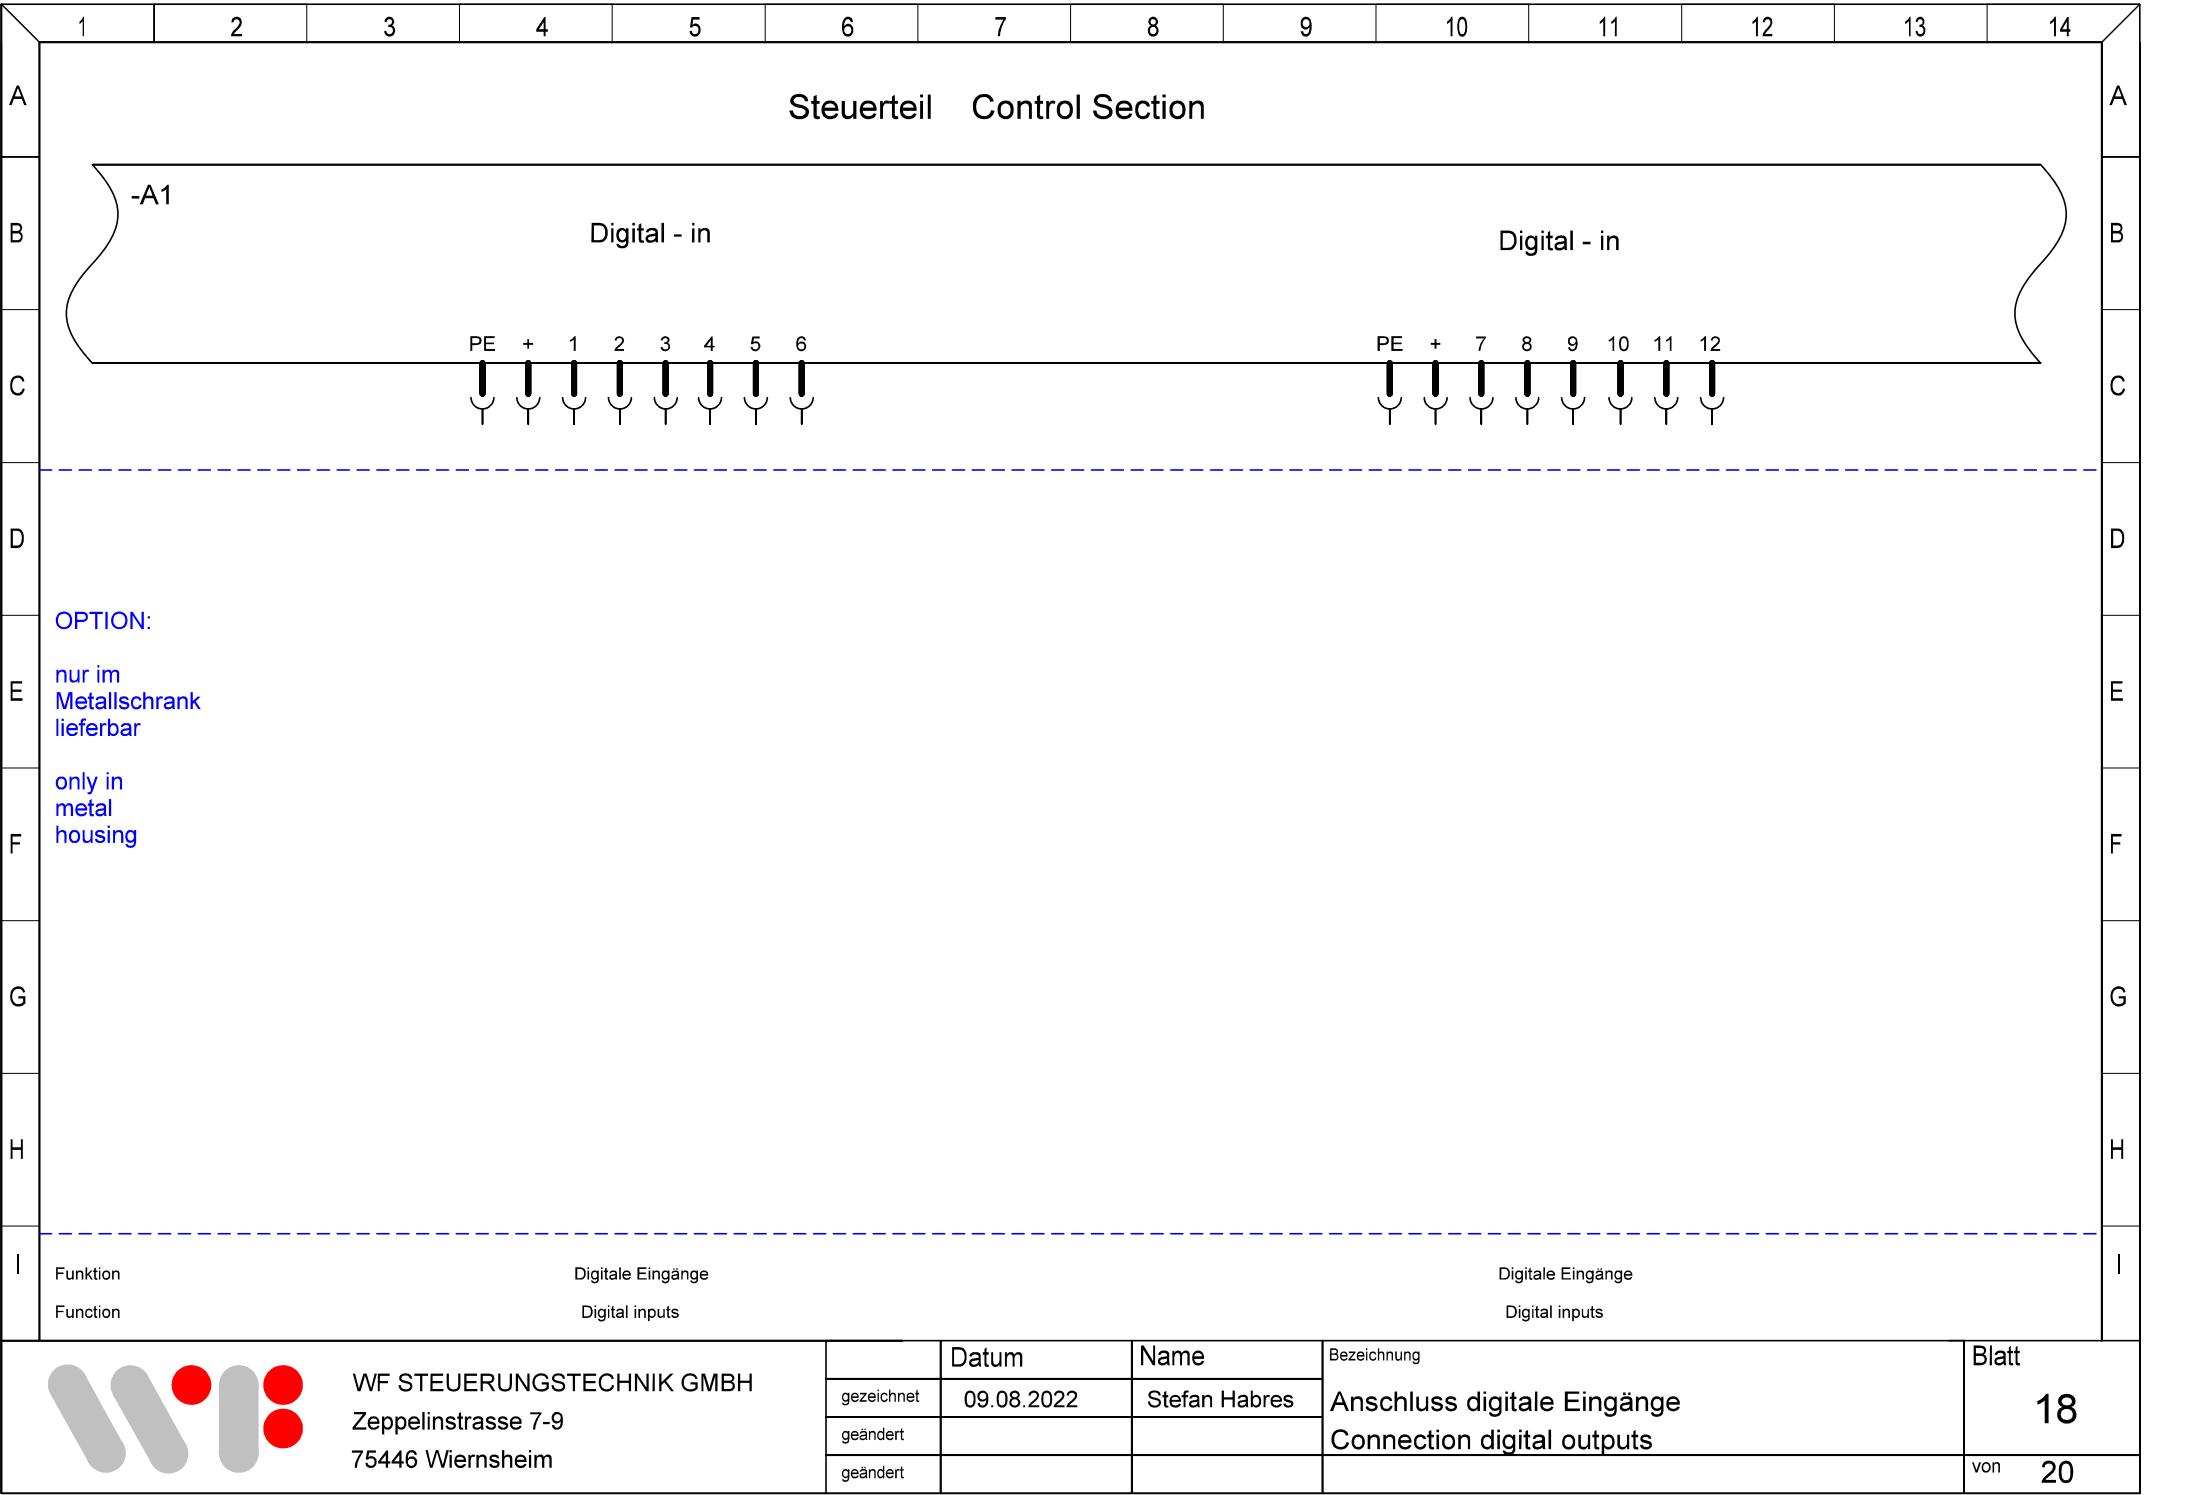 1 2 3 4 5 6 7 8 9 10 11 12 13 14
A A
Steuerteil Control Section
-A1
B Digital - in Digital - in B
PE + 1 2 3 4 5 6 PE + 7 8 9 10 11 12
C C
D D
OPTION:
nur im
E Metallschrank E
lieferbar
only in
metal
housing
F F
G G
H H
I I
Funktion Digitale Eingänge Digitale Eingänge
Function Digital inputs Digital inputs
Datum Name Bezeichnung Blatt
WF STEUERUNGSTECHNIK GMBH
gezeichnet 09.08.2022 Stefan Habres Anschluss digitale Eingänge 18
Zeppelinstrasse 7-9
geändert Connection digital outputs
75446 Wiernsheim
geändert von 20